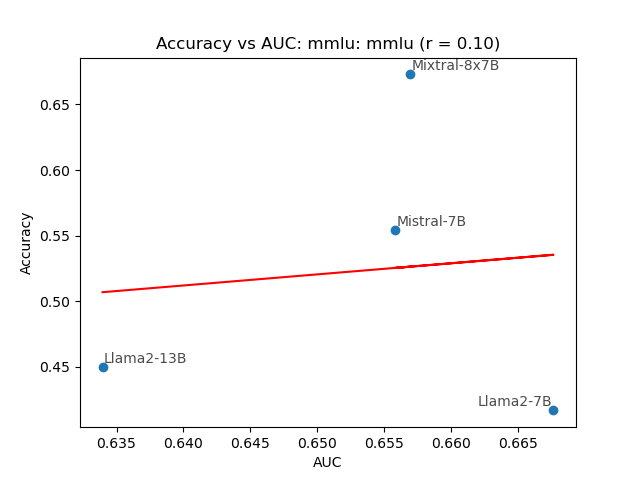 Accuracy vs AUC: mmlu: mmlu (r = 0.10)
Mixtral-8x7B
0.65
0.60
Mistral-7B
0.55
Accuracy
0.50
Llama2-13B
0.45
Llama2-7B
0.635 0.640 0.645 0.650 0.655 0.660 0.665
AUC